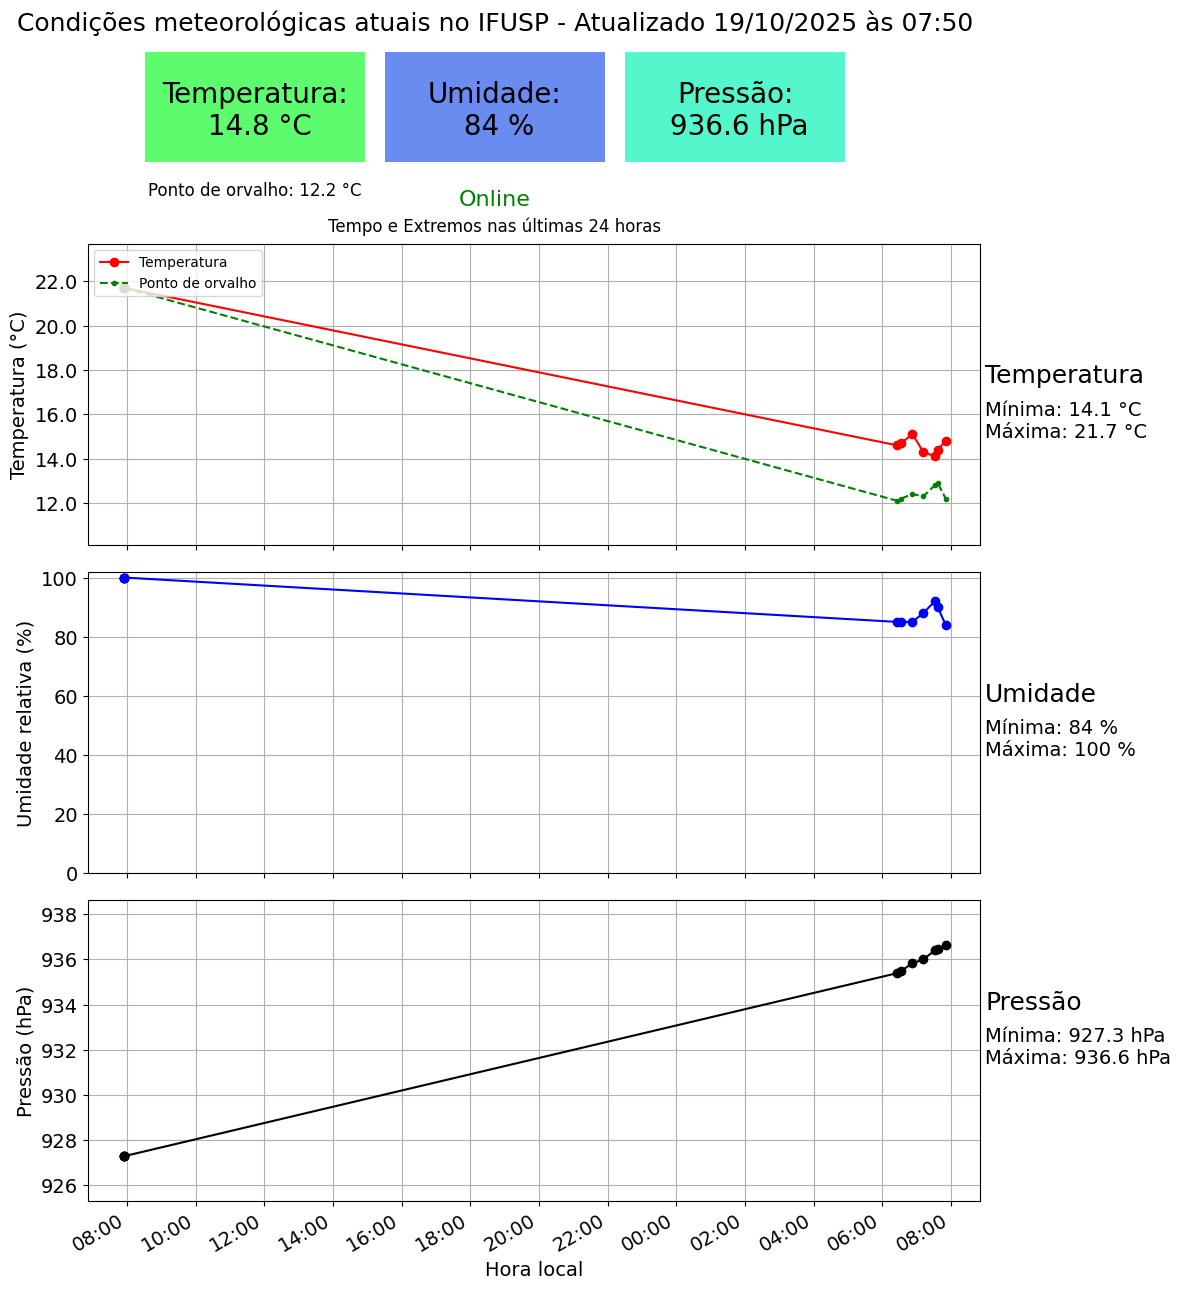 Condições meteorológicas atuais no IFUSP - Atualizado 19/10/2025 às 07:50
Temperatura:
14.8 °C
Umidade:
84 %
Pressão:
936.6 hPa
Ponto de orvalho: 12.2 °C
Online
Tempo e Extremos nas últimas 24 horas
Temperatura
Ponto de orvalho
Temperatura (°C)
22.0
20.0
18.0
16.0
14.0
12.0
Temperatura
Mínima: 14.1 °C
Máxima: 21.7 °C
Umidade relativa (%)
100
80
60
40
20
0
Umidade
Mínima: 84 %
Máxima: 100 %
Pressão (hPa)
938
936
934
932
930
928
926
Pressão
Mínima: 927.3 hPa
Máxima: 936.6 hPa
08:00 10:00 12:00 14:00 16:00 18:00 20:00 22:00 00:00 02:00 04:00 06:00 08:00
Hora local